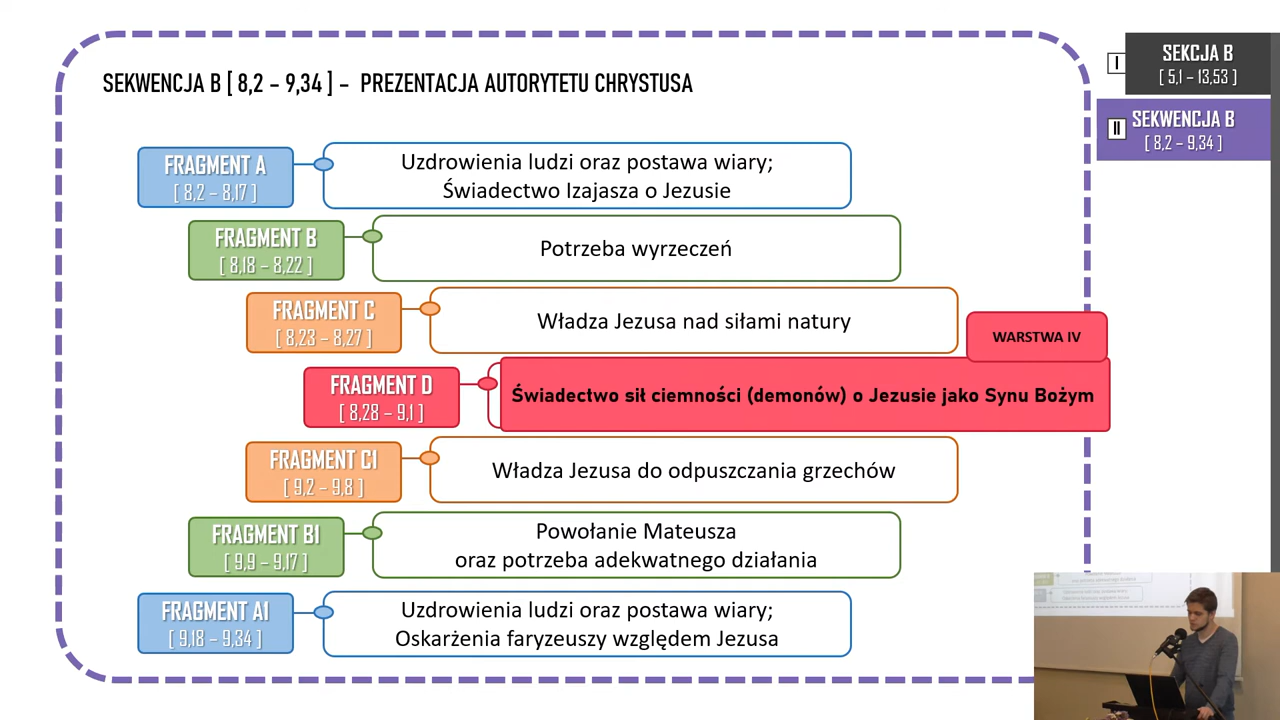 SEKWENCJA B [ 8,2 – 9,34 ] – PREZENTACJA AUTORYTETU CHRYSTUSA
I
SEKCJA B
[ 5,1 – 13,53 ]
II
SEKWENCJA B
[ 8,2 – 9,34 ]
FRAGMENT A
[ 8,2 – 8,17 ]
Uzdrowienia ludzi oraz postawa wiary;
Świadectwo Izajasza o Jezusie
FRAGMENT B
[ 8,18 – 8,22 ]
Potrzeba wyrzeczeń
FRAGMENT C
[ 8,23 – 8,27 ]
Władza Jezusa nad siłami natury
WARSTWA IV
FRAGMENT D
[ 8,28 – 9,1 ]
Świadectwo sił ciemności (demonów) o Jezusie jako Synu Bożym
FRAGMENT C1
[ 9,2 – 9,8 ]
Władza Jezusa do odpuszczania grzechów
FRAGMENT B1
[ 9,9 – 9,17 ]
Powołanie Mateusza
oraz potrzeba adekwatnego działania
FRAGMENT A1
[ 9,18 – 9,34 ]
Uzdrowienia ludzi oraz postawa wiary;
Oskarżenia faryzeuszy względem Jezusa